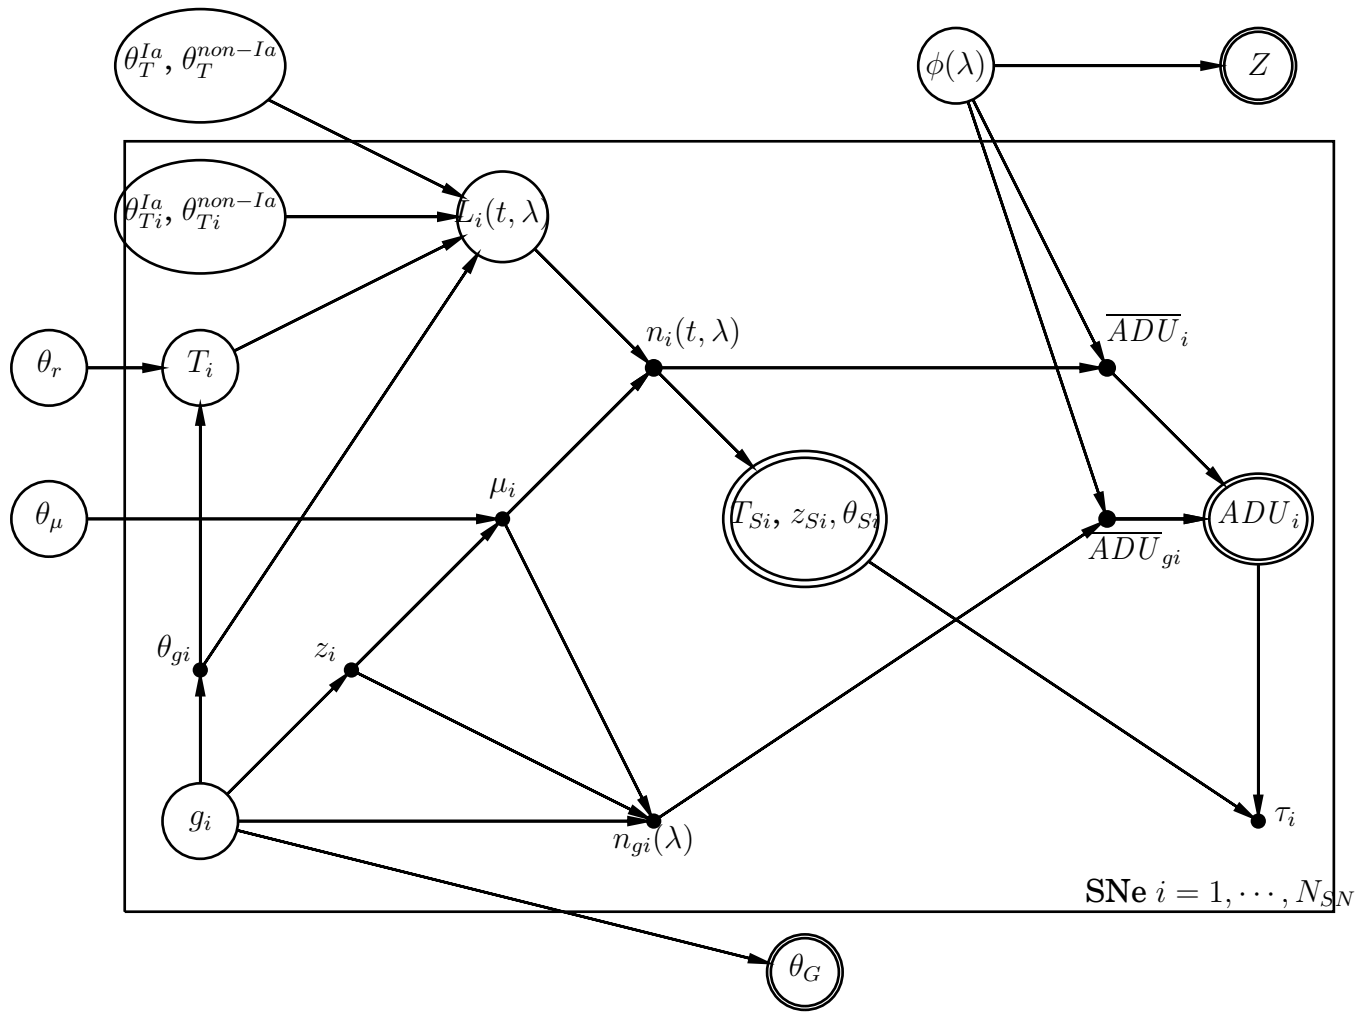 θ_T^{Ia}, θ_T^{non−Ia}
ϕ(λ)
Z
θ_{Ti}^{Ia}, θ_{Ti}^{non−Ia}
L_i(t, λ)
n_i(t, λ)
\overline{ADU}_i
θ_r
T_i
μ_i
θ_μ
T_{Si}, z_{Si}, θ_{Si}
ADU_i
\overline{ADU}_{gi}
θ_{gi}
z_i
g_i
n_{gi}(λ)
τ_i
SNe i = 1, ⋯ , N_{SN}
θ_G